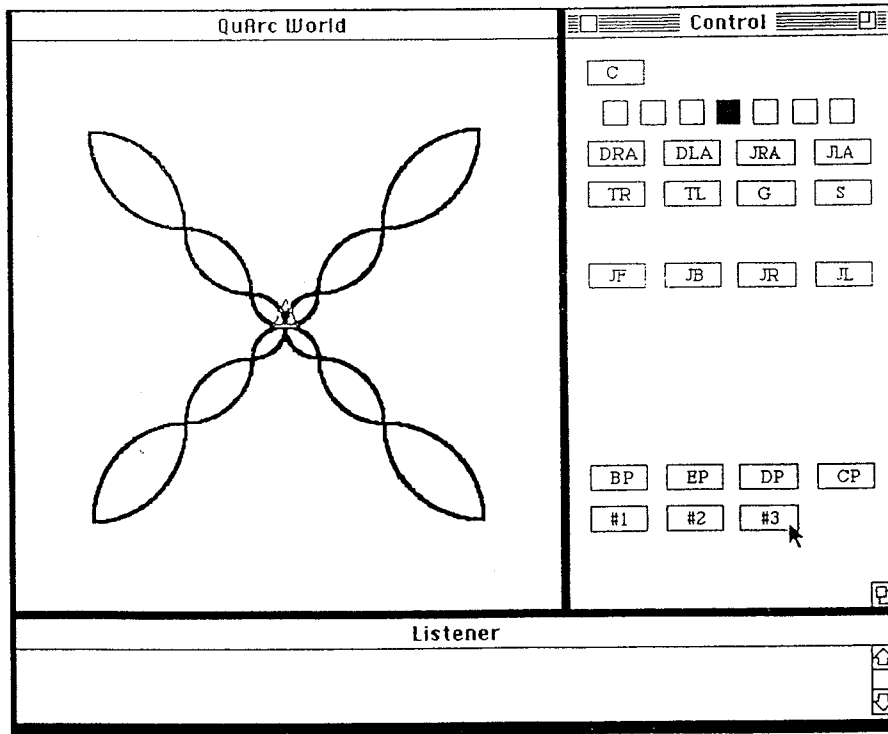 QuArc World
Control
C
DRA DLA JRA JLA
TR TL G S
JF JB JR JL
BP EP DP CP
#1 #2 #3
Listener